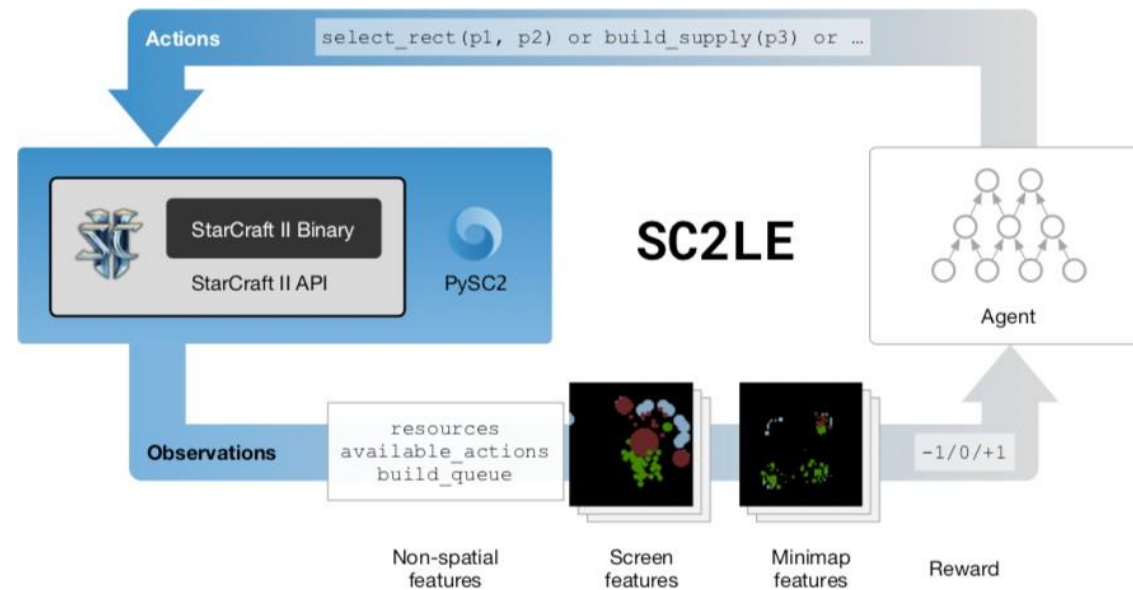 Actions
select_rect(p1, p2) or build_supply(p3) or …
StarCraft II Binary
StarCraft II API
PySC2
SC2LE
Agent
Observations
resources
available_actions
build_queue
-1/0/+1
Non-spatial
features
Screen
features
Minimap
features
Reward